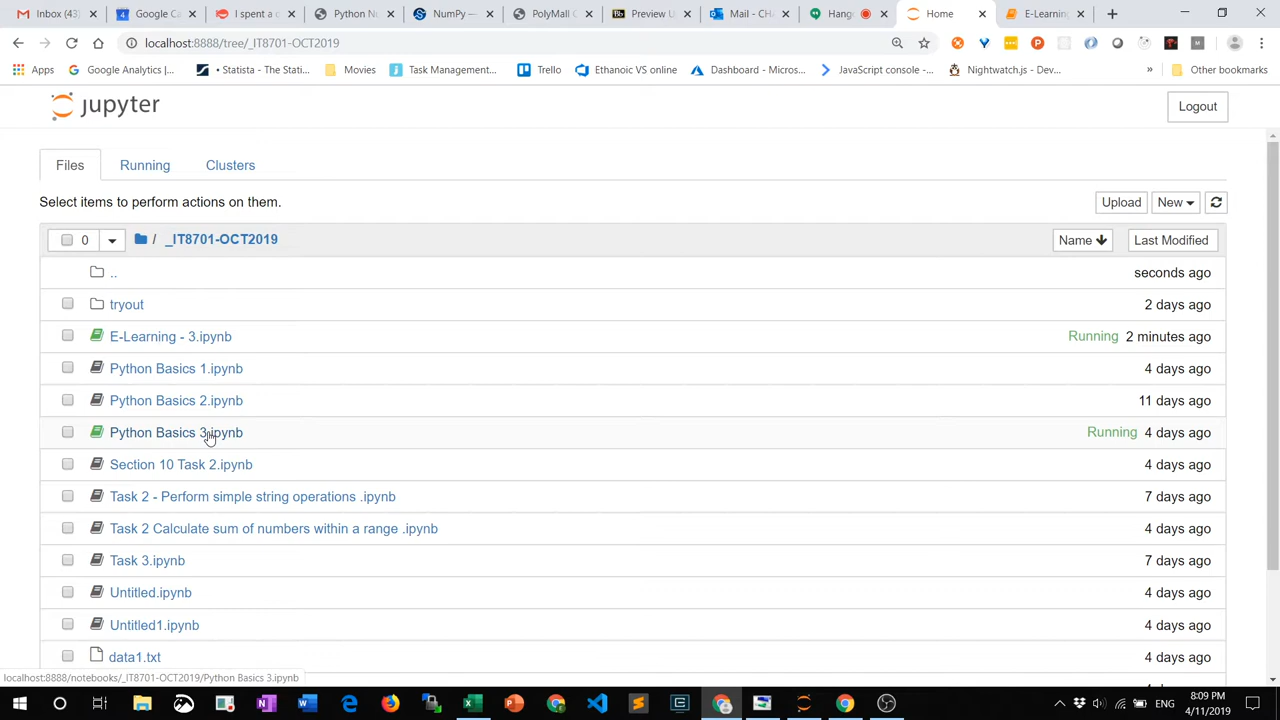 Inbox (43)
Google Ca
I spent a c
Python Nu
NumPy —
PolyMall C
Preview Up
Mail - CHA
Hang
Home
E-Learning
localhost:8888/tree/_IT8701-OCT2019
Apps
Google Analytics |...
• Statista - The Stati...
Movies
Task Management...
Trello
Ethanoic VS online
Dashboard - Micros...
JavaScript console -...
Nightwatch.js - Dev...
»
Other bookmarks
jupyter
Logout
Files
Running
Clusters
Select items to perform actions on them.
Upload
New
0
/ _IT8701-OCT2019
Name
Last Modified
..
seconds ago
tryout
2 days ago
E-Learning - 3.ipynb
Running 2 minutes ago
Python Basics 1.ipynb
4 days ago
Python Basics 2.ipynb
11 days ago
Python Basics 3.ipynb
Running 4 days ago
Section 10 Task 2.ipynb
4 days ago
Task 2 - Perform simple string operations .ipynb
7 days ago
Task 2 Calculate sum of numbers within a range .ipynb
4 days ago
Task 3.ipynb
7 days ago
Untitled.ipynb
4 days ago
Untitled1.ipynb
4 days ago
data1.txt
4 days ago
localhost:8888/notebooks/_IT8701-OCT2019/Python Basics 3.ipynb
8:09 PM
4/11/2019